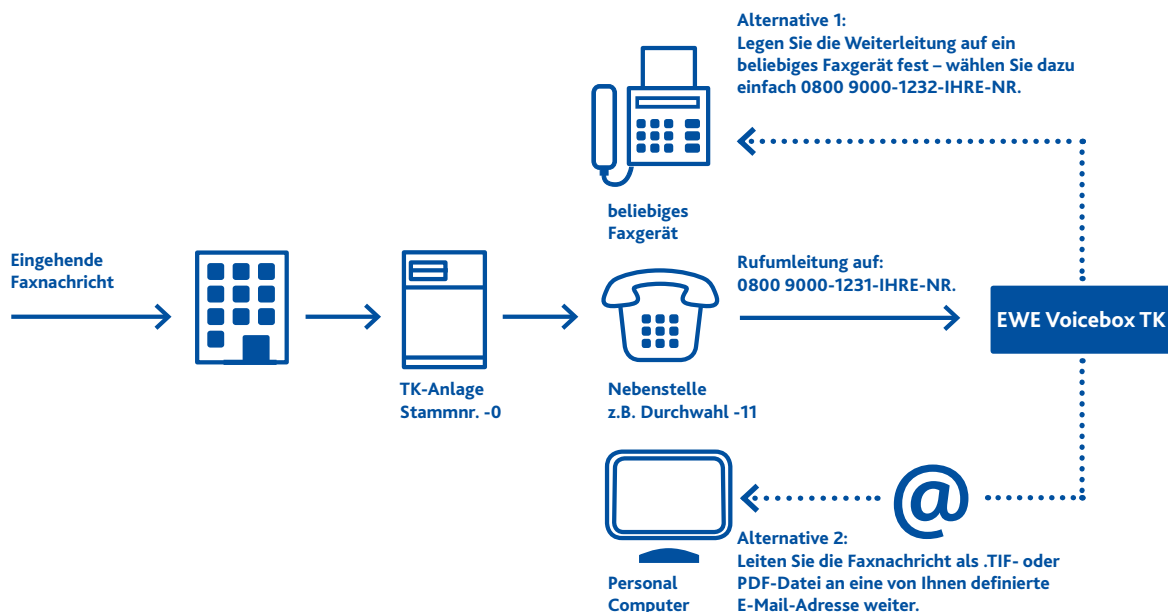 Alternative 1:
Legen Sie die Weiterleitung auf ein
beliebiges Faxgerät fest – wählen Sie dazu
einfach 0800 9000-1232-IHRE-NR.
beliebiges
Faxgerät
Eingehende
Faxnachricht
Rufumleitung auf:
0800 9000-1231-IHRE-NR.
EWE Voicebox TK
TK-Anlage
Stammnr. -0
Nebenstelle
z.B. Durchwahl -11
@
Alternative 2:
Leiten Sie die Faxnachricht als .TIF- oder
PDF-Datei an eine von Ihnen definierte
E-Mail-Adresse weiter.
Personal
Computer